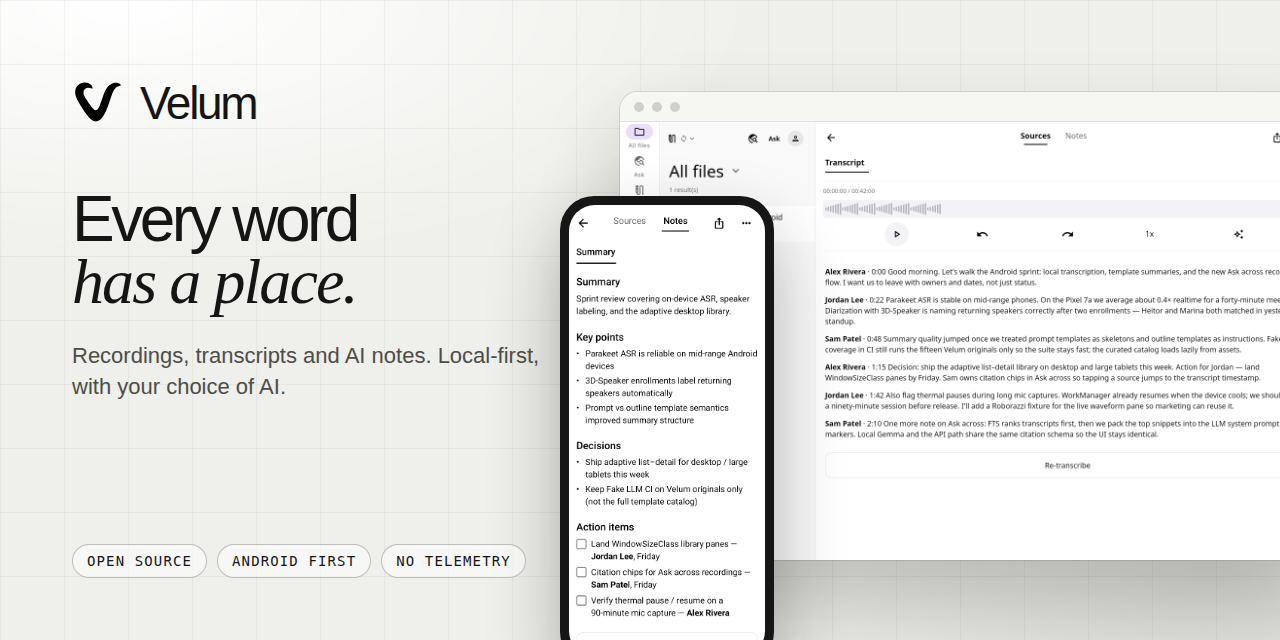 Velum
Every word
has a place.
Recordings, transcripts and AI notes. Local-first,
with your choice of AI.
OPEN SOURCE
ANDROID FIRST
NO TELEMETRY
All files
Ask
Ask
All files
1 result(s)
oid
Sources
Notes
Transcript
00:00:00 / 00:42:00
1x
Alex Rivera · 0:00 Good morning. Let's walk the Android sprint: local transcription, template summaries, and the new Ask across reco
flow. I want us to leave with owners and dates, not just status.
Jordan Lee · 0:22 Parakeet ASR is stable on mid-range phones. On the Pixel 7a we average about 0.4× realtime for a forty-minute mee
Diarization with 3D-Speaker is naming returning speakers correctly after two enrollments — Heitor and Marina both matched in yeste
standup.
Sam Patel · 0:48 Summary quality jumped once we treated prompt templates as skeletons and outline templates as instructions. Fake
coverage in CI still runs the fifteen Velum originals only so the suite stays fast; the curated catalog loads lazily from assets.
Alex Rivera · 1:15 Decision: ship the adaptive list–detail library on desktop and large tablets this week. Action for Jordan — land
WindowSizeClass panes by Friday. Sam owns citation chips in Ask across so tapping a source jumps to the transcript timestamp.
Jordan Lee · 1:42 Also flag thermal pauses during long mic captures. WorkManager already resumes when the device cools; we shoul
a ninety-minute session before release. I'll add a Roborazzi fixture for the live waveform pane so marketing can reuse it.
Sam Patel · 2:10 One more note on Ask across: FTS ranks transcripts first, then we pack the top snippets into the LLM system prompt
markers. Local Gemma and the API path share the same citation schema so the UI stays identical.
Re-transcribe
Sources
Notes
Summary
Summary
Sprint review covering on-device ASR, speaker
labeling, and the adaptive desktop library.
Key points
• Parakeet ASR is reliable on mid-range Android
devices
• 3D-Speaker enrollments label returning
speakers automatically
• Prompt vs outline template semantics
improved summary structure
Decisions
• Ship adaptive list–detail for desktop / large
tablets this week
• Keep Fake LLM CI on Velum originals only
(not the full template catalog)
Action items
Land WindowSizeClass library panes —
Jordan Lee, Friday
Citation chips for Ask across recordings —
Sam Patel, Friday
Verify thermal pause / resume on a
90-minute mic capture — Alex Rivera